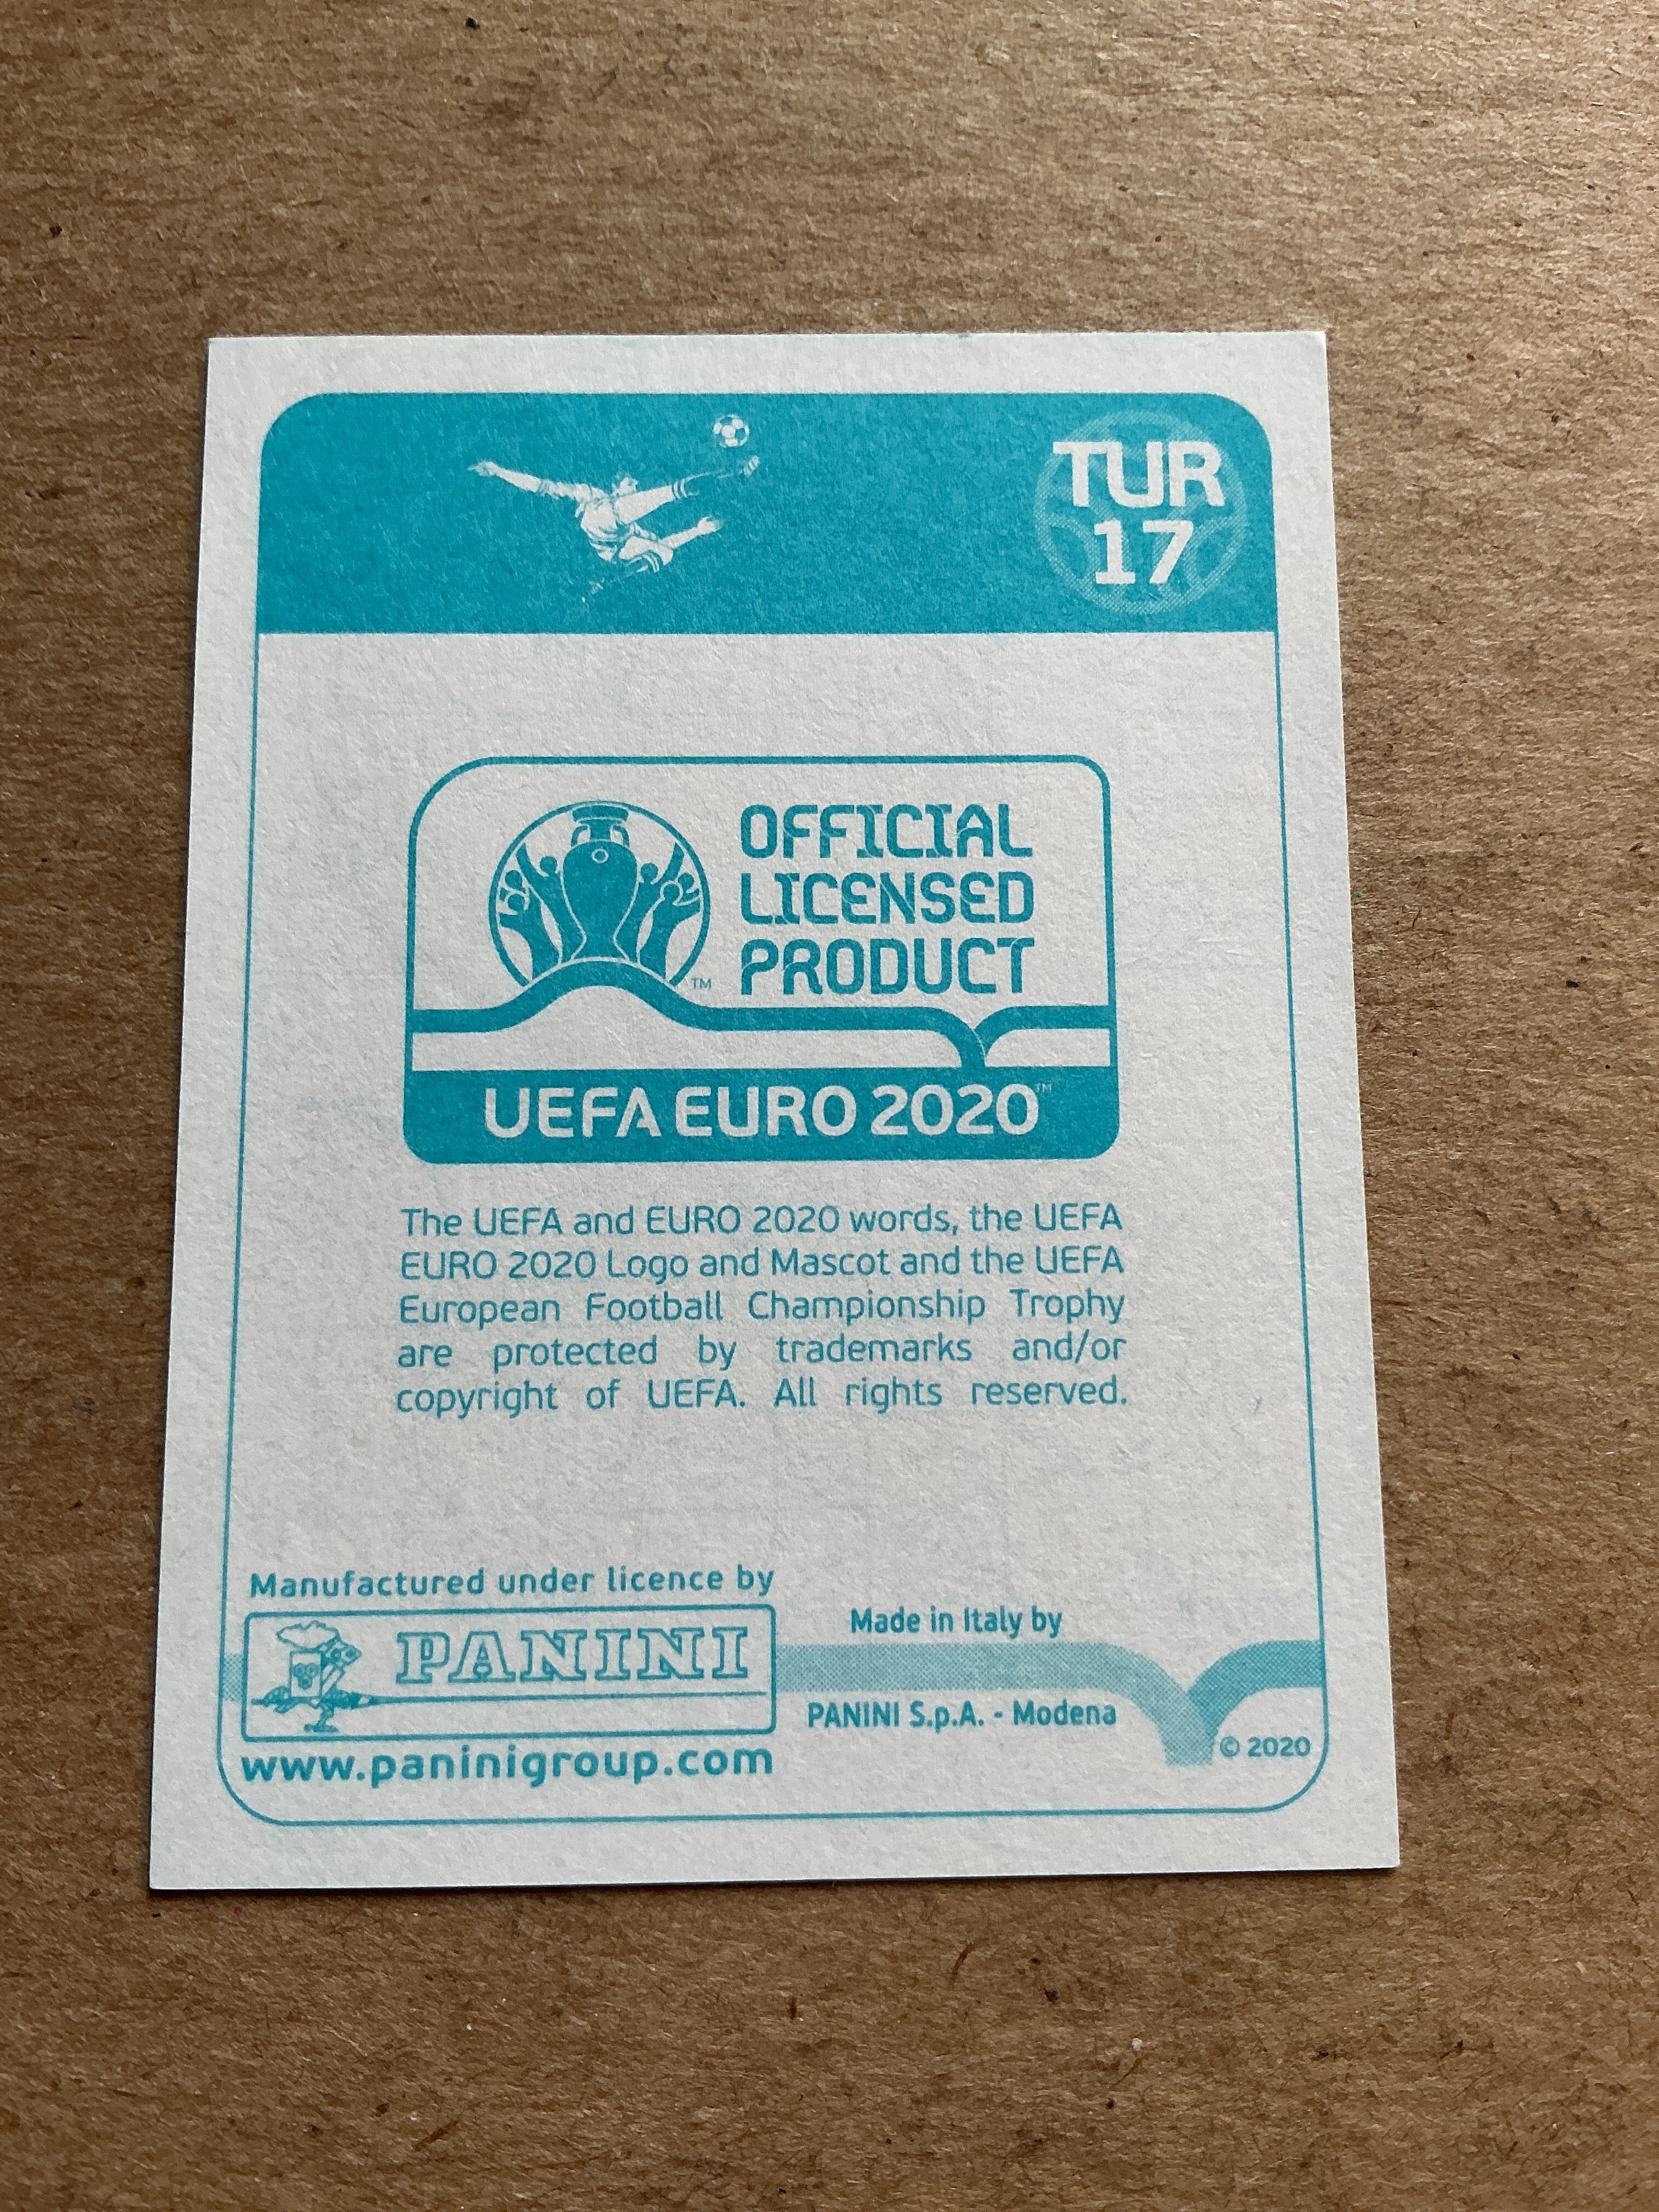 TUR
17
OFFICIAL
LICENSED
PRODUCT
TM
UEFA EURO 2020™
The UEFA and EURO 2020 words, the UEFA
EURO 2020 Logo and Mascot and the UEFA
European Football Championship Trophy
are protected by trademarks and/or
copyright of UEFA. All rights reserved.
Manufactured under licence by
PANINI
www.paninigroup.com
Made in Italy by
PANINI S.p.A. - Modena
© 2020